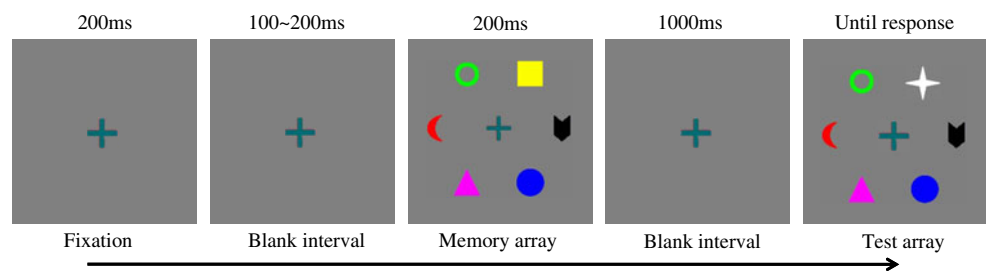 200ms 100~200ms 200ms 1000ms Until response
Fixation Blank interval Memory array Blank interval Test array